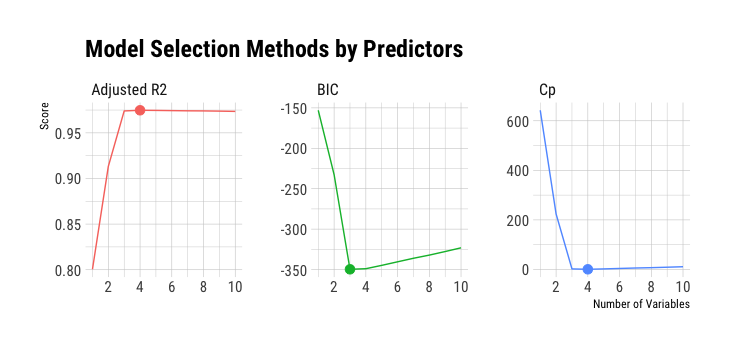 Model Selection Methods by Predictors
Adjusted R2
BIC
Cp
Score
0.95
0.90
0.85
0.80
2 4 6 8 10
-150
-200
-250
-300
-350
2 4 6 8 10
600
400
200
0
2 4 6 8 10
Number of Variables